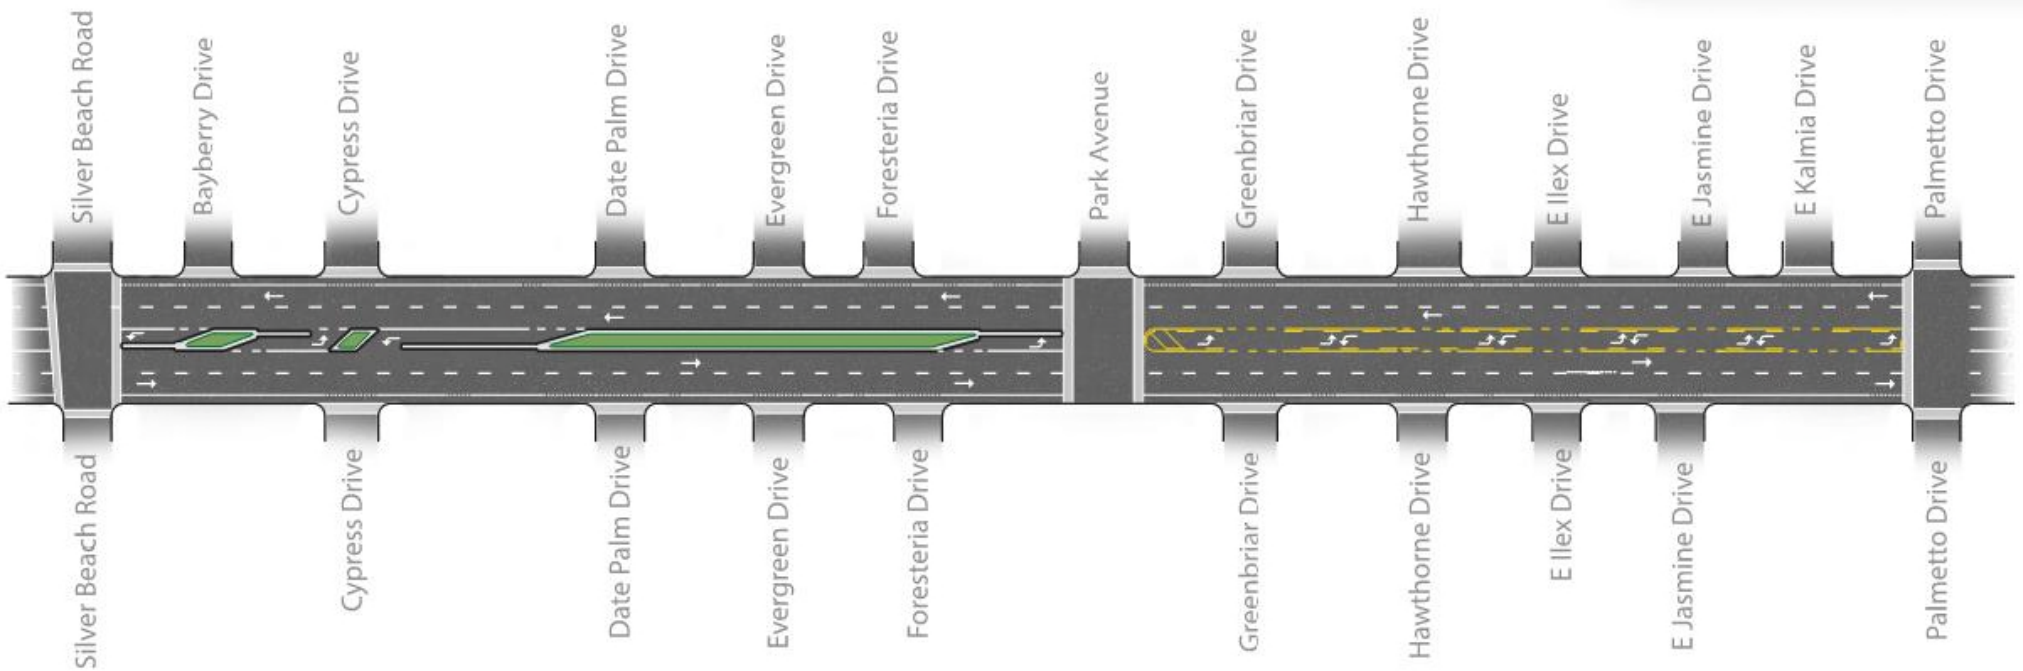 Silver Beach Road
Bayberry Drive
Cypress Drive
Date Palm Drive
Evergreen Drive
Foresteria Drive
Park Avenue
Greenbriar Drive
Hawthorne Drive
E Ilex Drive
E Jasmine Drive
E Kalmia Drive
Palmetto Drive
Silver Beach Road
Cypress Drive
Date Palm Drive
Evergreen Drive
Foresteria Drive
Greenbriar Drive
Hawthorne Drive
E Ilex Drive
E Jasmine Drive
Palmetto Drive